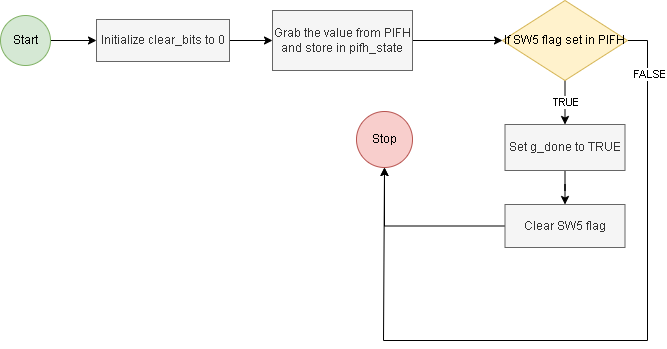 Start
Initialize clear_bits to 0
Grab the value from PIFH
and store in pifh_state
If SW5 flag set in PIFH
FALSE
TRUE
Stop
Set g_done to TRUE
Clear SW5 flag